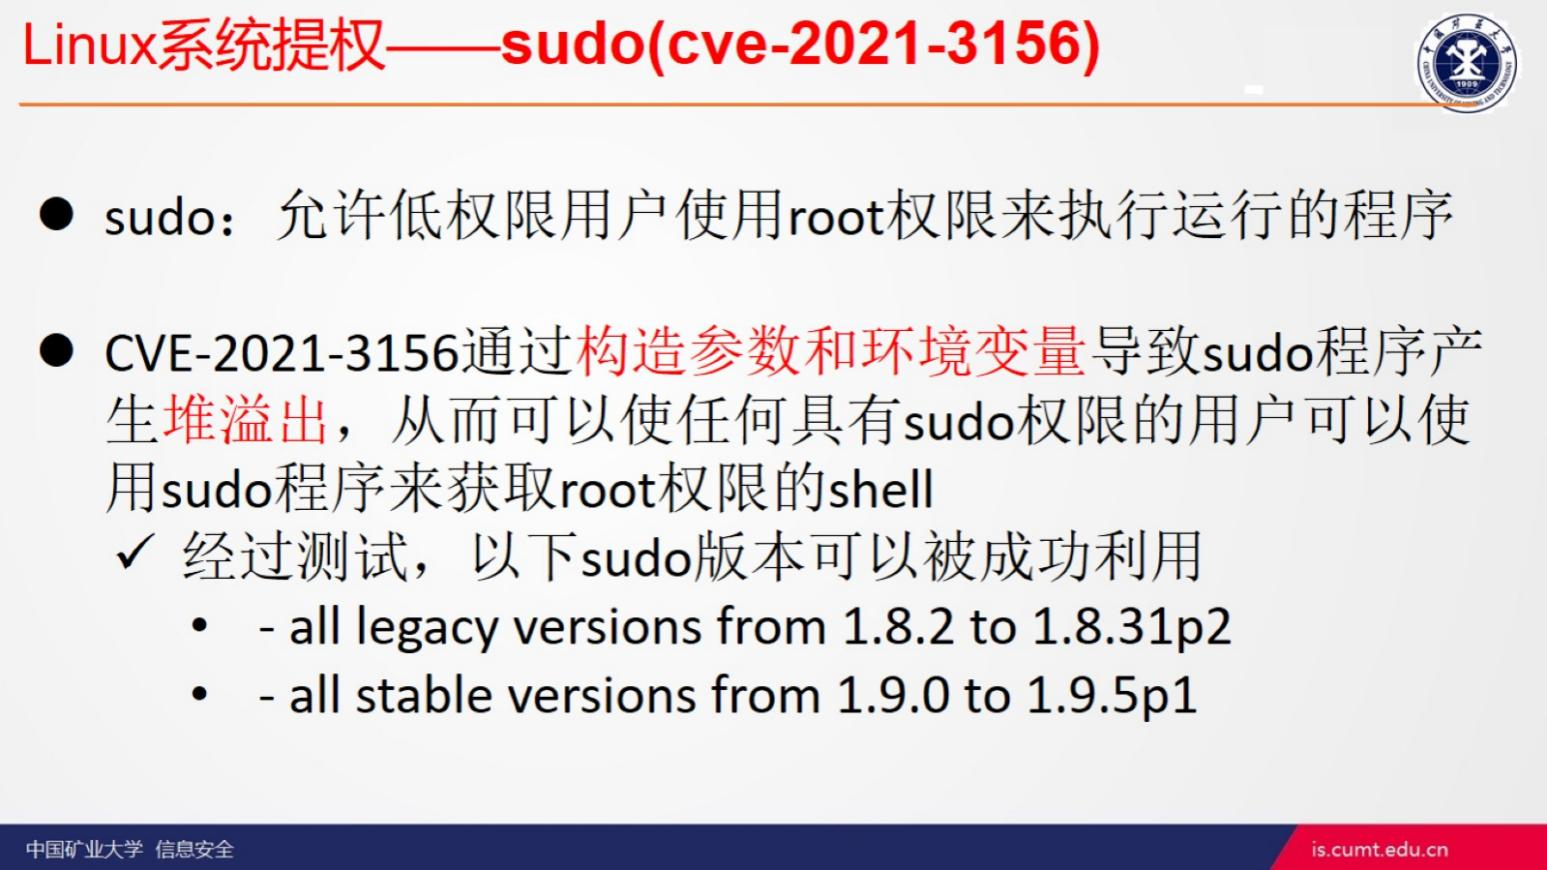 Linux系统提权——sudo(cve-2021-3156)
sudo：允许低权限用户使用root权限来执行运行的程序
CVE-2021-3156通过构造参数和环境变量导致sudo程序产
生堆溢出，从而可以使任何具有sudo权限的用户可以使
用sudo程序来获取root权限的shell
✓ 经过测试，以下sudo版本可以被成功利用
• - all legacy versions from 1.8.2 to 1.8.31p2
• - all stable versions from 1.9.0 to 1.9.5p1
中国矿业大学 信息安全
is.cumt.edu.cn
1909